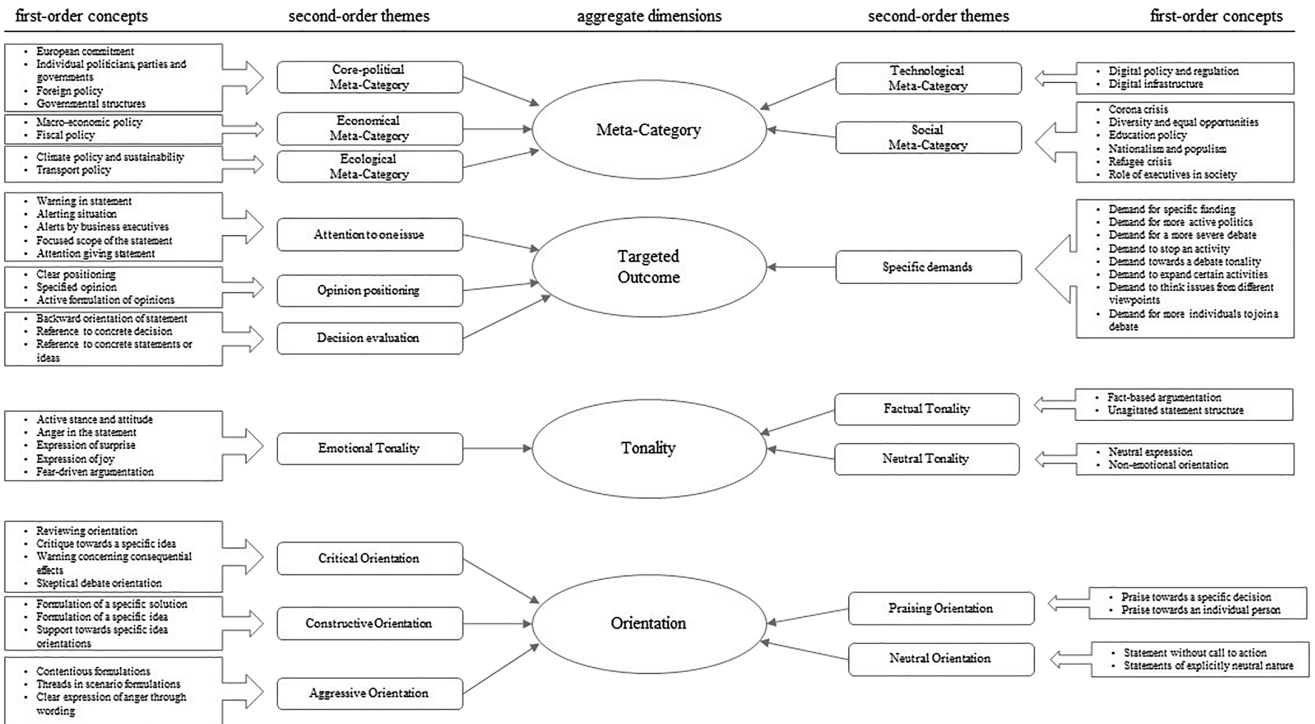 first-order concepts
second-order themes
aggregate dimensions
second-order themes
first-order concepts
• European commitment
• Individual politicians, parties and
governments
• Foreign policy
• Governmental structures
Core-political
Meta-Category
• Macro-economic policy
• Fiscal policy
Economical
Meta-Category
• Climate policy and sustainability
• Transport policy
Ecological
Meta-Category
Meta-Category
Technological
Meta-Category
• Digital policy and regulation
• Digital infrastructure
Social
Meta-Category
• Corona crisis
• Diversity and equal opportunities
• Education policy
• Nationalism and populism
• Refugee crisis
• Role of executives in society
• Warning in statement
• Alerting situation
• Alerts by business executives
• Focused scope of the statement
• Attention giving statement
Attention to one issue
• Clear positioning
• Specified opinion
• Active formulation of opinions
Opinion positioning
• Backward orientation of statement
• Reference to concrete decision
• Reference to concrete statements or
ideas
Decision evaluation
Targeted
Outcome
Specific demands
• Demand for specific funding
• Demand for more active politics
• Demand for a more severe debate
• Demand to stop an activity
• Demand towards a debate tonality
• Demand to expand certain activities
• Demand to think issues from different
viewpoints
• Demand for more individuals to join a
debate
• Active stance and attitude
• Anger in the statement
• Expression of surprise
• Expression of joy
• Fear-driven argumentation
Emotional Tonality
Tonality
Factual Tonality
• Fact-based argumentation
• Unagitated statement structure
Neutral Tonality
• Neutral expression
• Non-emotional orientation
• Reviewing orientation
• Critique towards a specific idea
• Warning concerning consequential
effects
• Skeptical debate orientation
Critical Orientation
• Formulation of a specific solution
• Formulation of a specific idea
• Support towards specific idea
orientations
Constructive Orientation
• Contentious formulations
• Threads in scenario formulations
• Clear expression of anger through
wording
Aggressive Orientation
Orientation
Praising Orientation
• Praise towards a specific decision
• Praise towards an individual person
Neutral Orientation
• Statement without call to action
• Statements of explicitly neutral nature